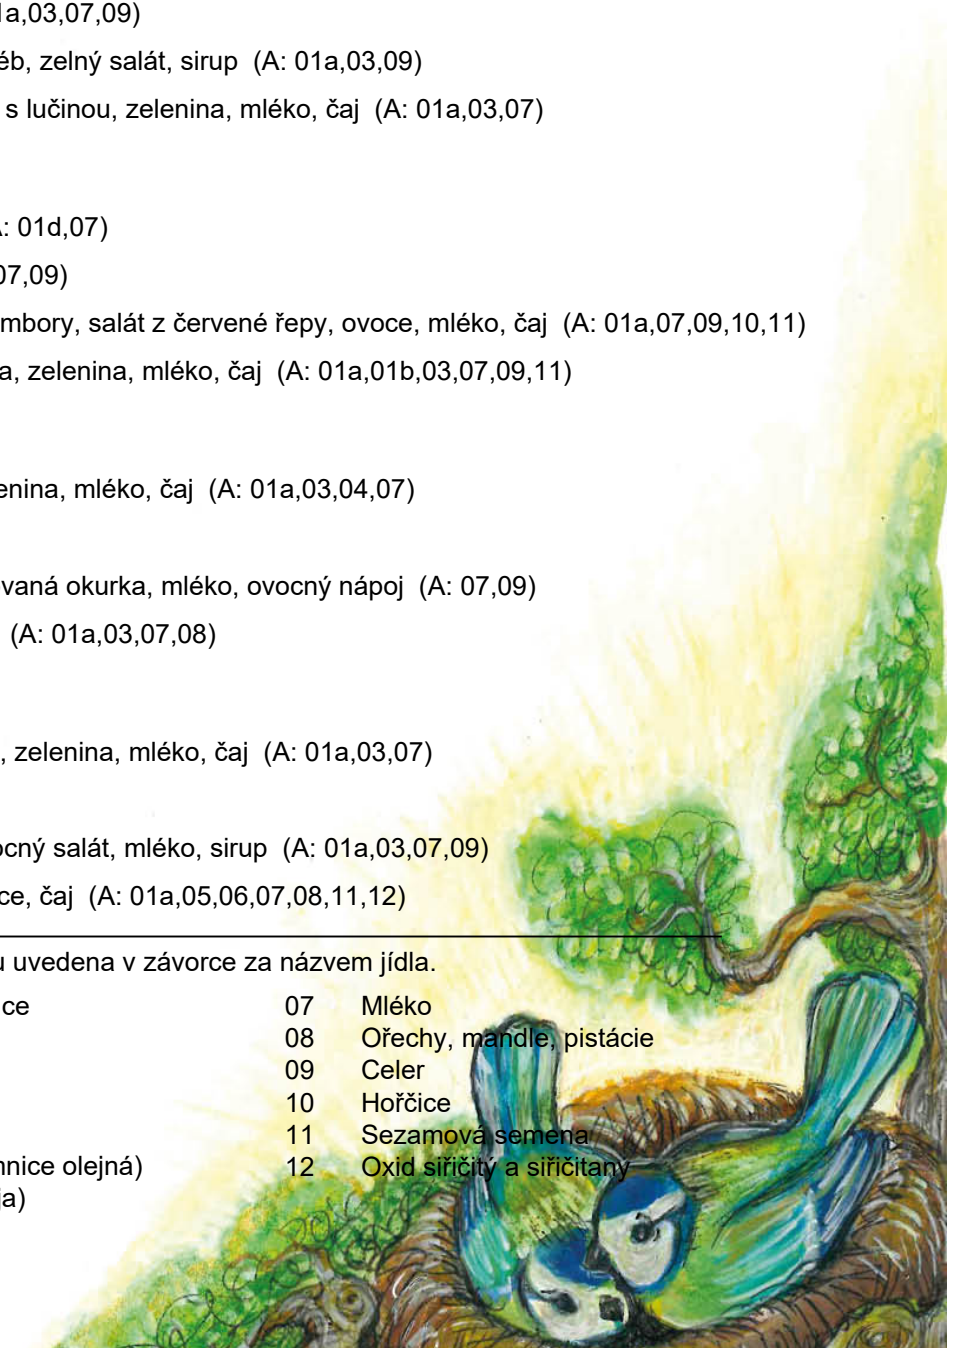 1a,03,07,09)
éb, zelný salát, sirup (A: 01a,03,09)
s lučinou, zelenina, mléko, čaj (A: 01a,03,07)
A: 01d,07)
07,09)
mbory, salát z červené řepy, ovoce, mléko, čaj (A: 01a,07,09,10,11)
a, zelenina, mléko, čaj (A: 01a,01b,03,07,09,11)
enina, mléko, čaj (A: 01a,03,04,07)
vaná okurka, mléko, ovocný nápoj (A: 07,09)
(A: 01a,03,07,08)
, zelenina, mléko, čaj (A: 01a,03,07)
ocný salát, mléko, sirup (A: 01a,03,07,09)
ce, čaj (A: 01a,05,06,07,08,11,12)
u uvedena v závorce za názvem jídla.
ce 07 Mléko
08 Ořechy, mandle, pistácie
09 Celer
10 Hořčice
11 Sezamová semena
nnice olejná) 12 Oxid siřičitý a siřičitany
ja)